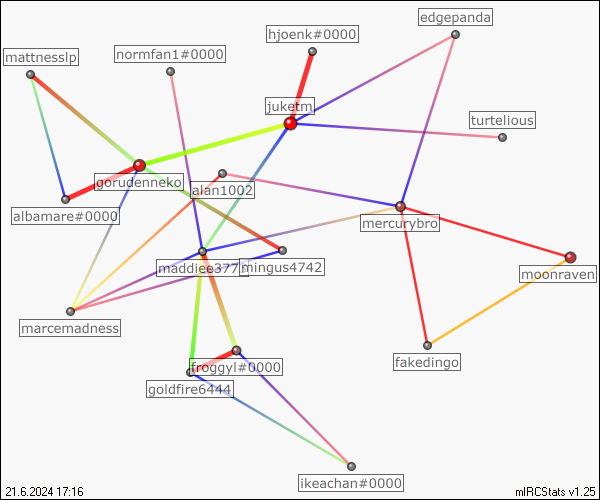 edgepanda
hjoenk#0000
normfan1#0000
mattnesslp
juketm
turtelious
gorudenneko
alan1002
albamare#0000
mercurybro
maddiee377
mingus4742
moonraven
marcemadness
fakedingo
froggyl#0000
goldfire6444
ikeachan#0000
21.6.2024 17:16
mIRCStats v1.25